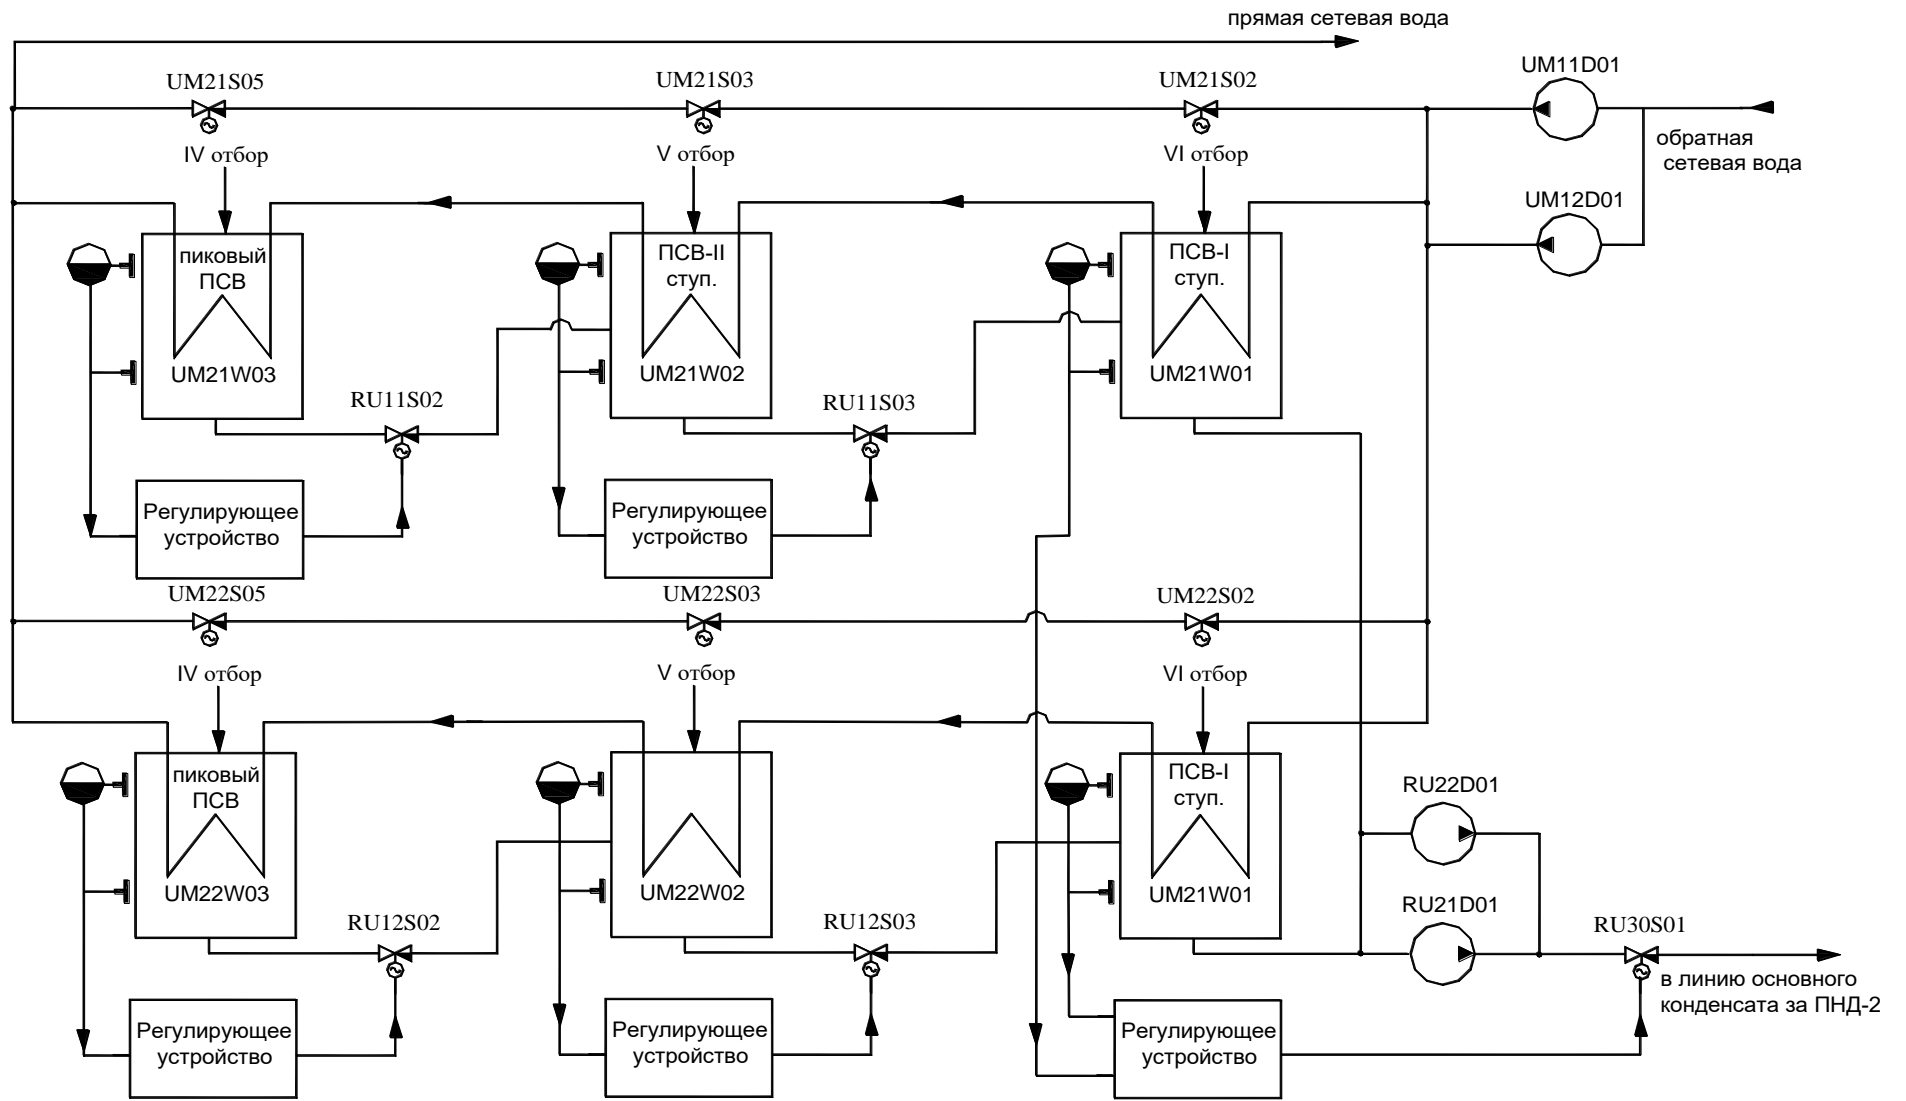 прямая сетевая вода
UM21S05
UM21S03
UM21S02
UM11D01
обратная
сетевая вода
IV отбор
V отбор
VI отбор
UM12D01
пиковый
ПСВ
UM21W03
ПСВ-II
ступ.
UM21W02
ПСВ-I
ступ.
UM21W01
RU11S02
RU11S03
Регулирующее
устройство
Регулирующее
устройство
UM22S05
UM22S03
UM22S02
IV отбор
V отбор
VI отбор
пиковый
ПСВ
UM22W03
UM22W02
ПСВ-I
ступ.
UM21W01
RU22D01
RU21D01
RU12S02
RU12S03
RU30S01
в линию основного
конденсата за ПНД-2
Регулирующее
устройство
Регулирующее
устройство
Регулирующее
устройство